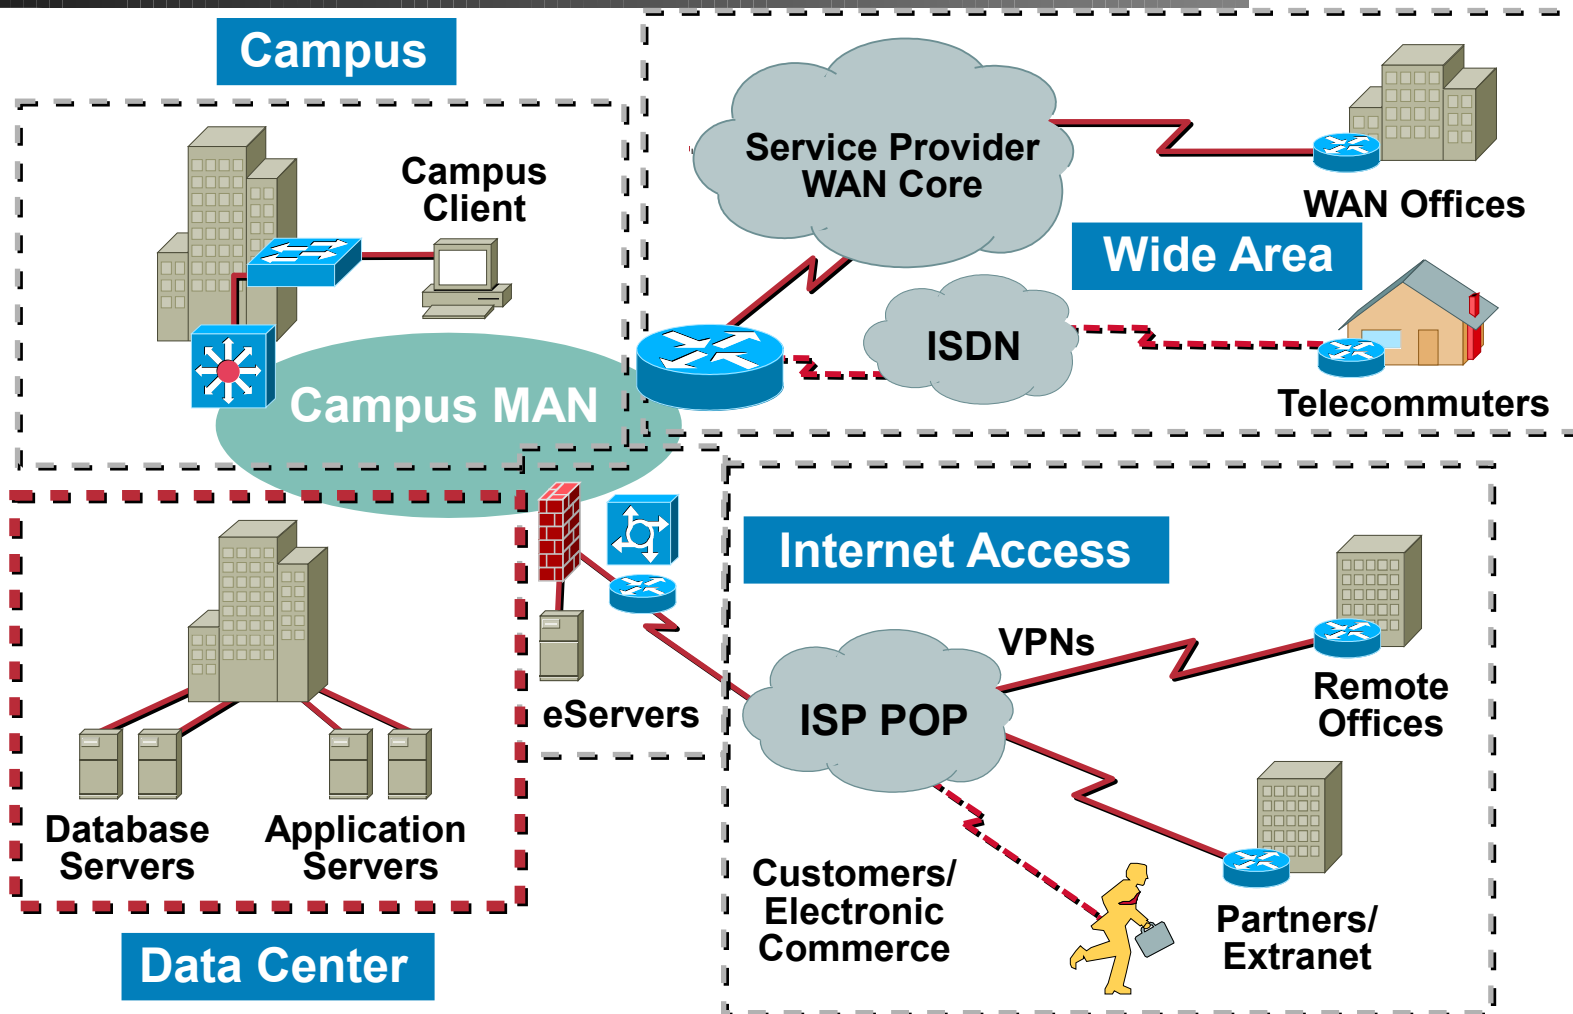 Campus
Campus
Client
Campus MAN
Service Provider
WAN Core
WAN Offices
Wide Area
ISDN
Telecommuters
Database
Servers
Application
Servers
Data Center
eServers
Internet Access
VPNs
ISP POP
Remote
Offices
Customers/
Electronic
Commerce
Partners/
Extranet